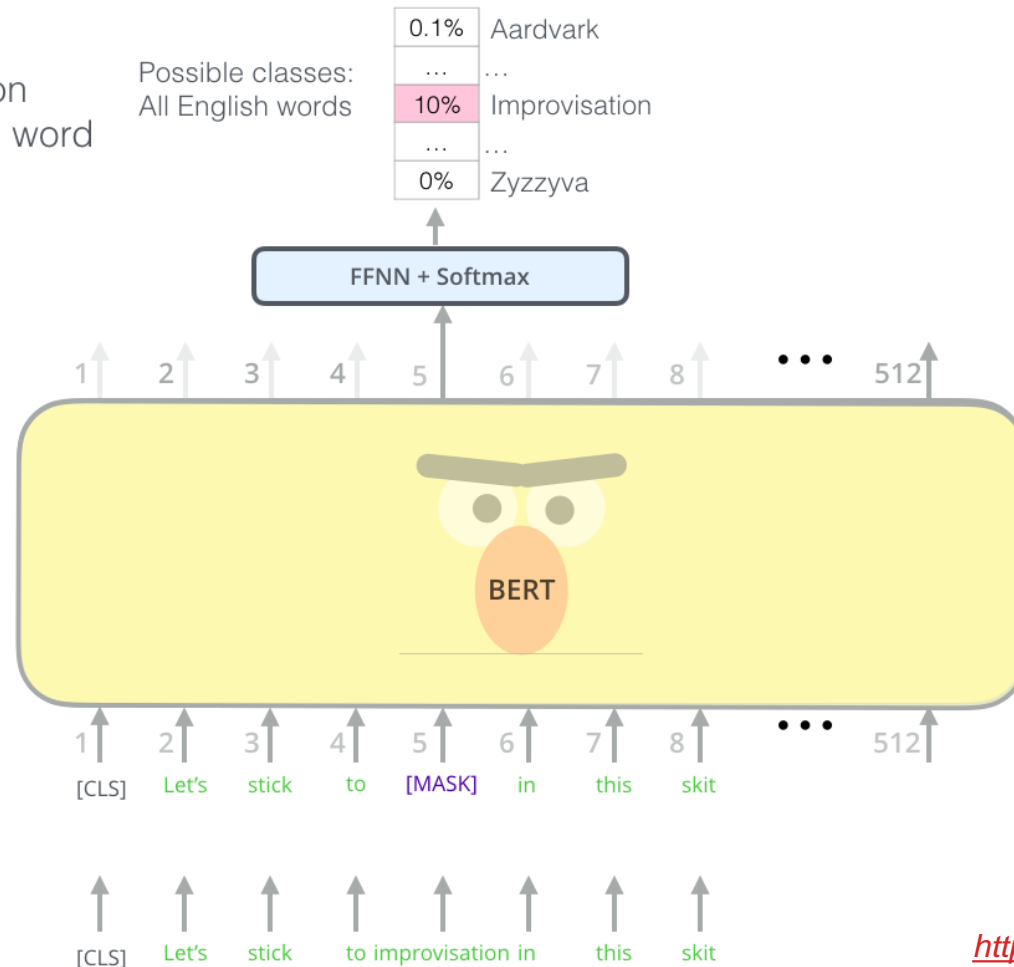 0.1% Aardvark
... ...
Possible classes:
on
All English words
10% Improvisation
word
... ...
0% Zyzzyva
FFNN + Softmax
1 2 3 4 5 6 7 8 ... 512
BERT
1 2 3 4 5 6 7 8 ... 512
[CLS] Let's stick to [MASK] in this skit
[CLS] Let's stick to improvisation in this skit
http